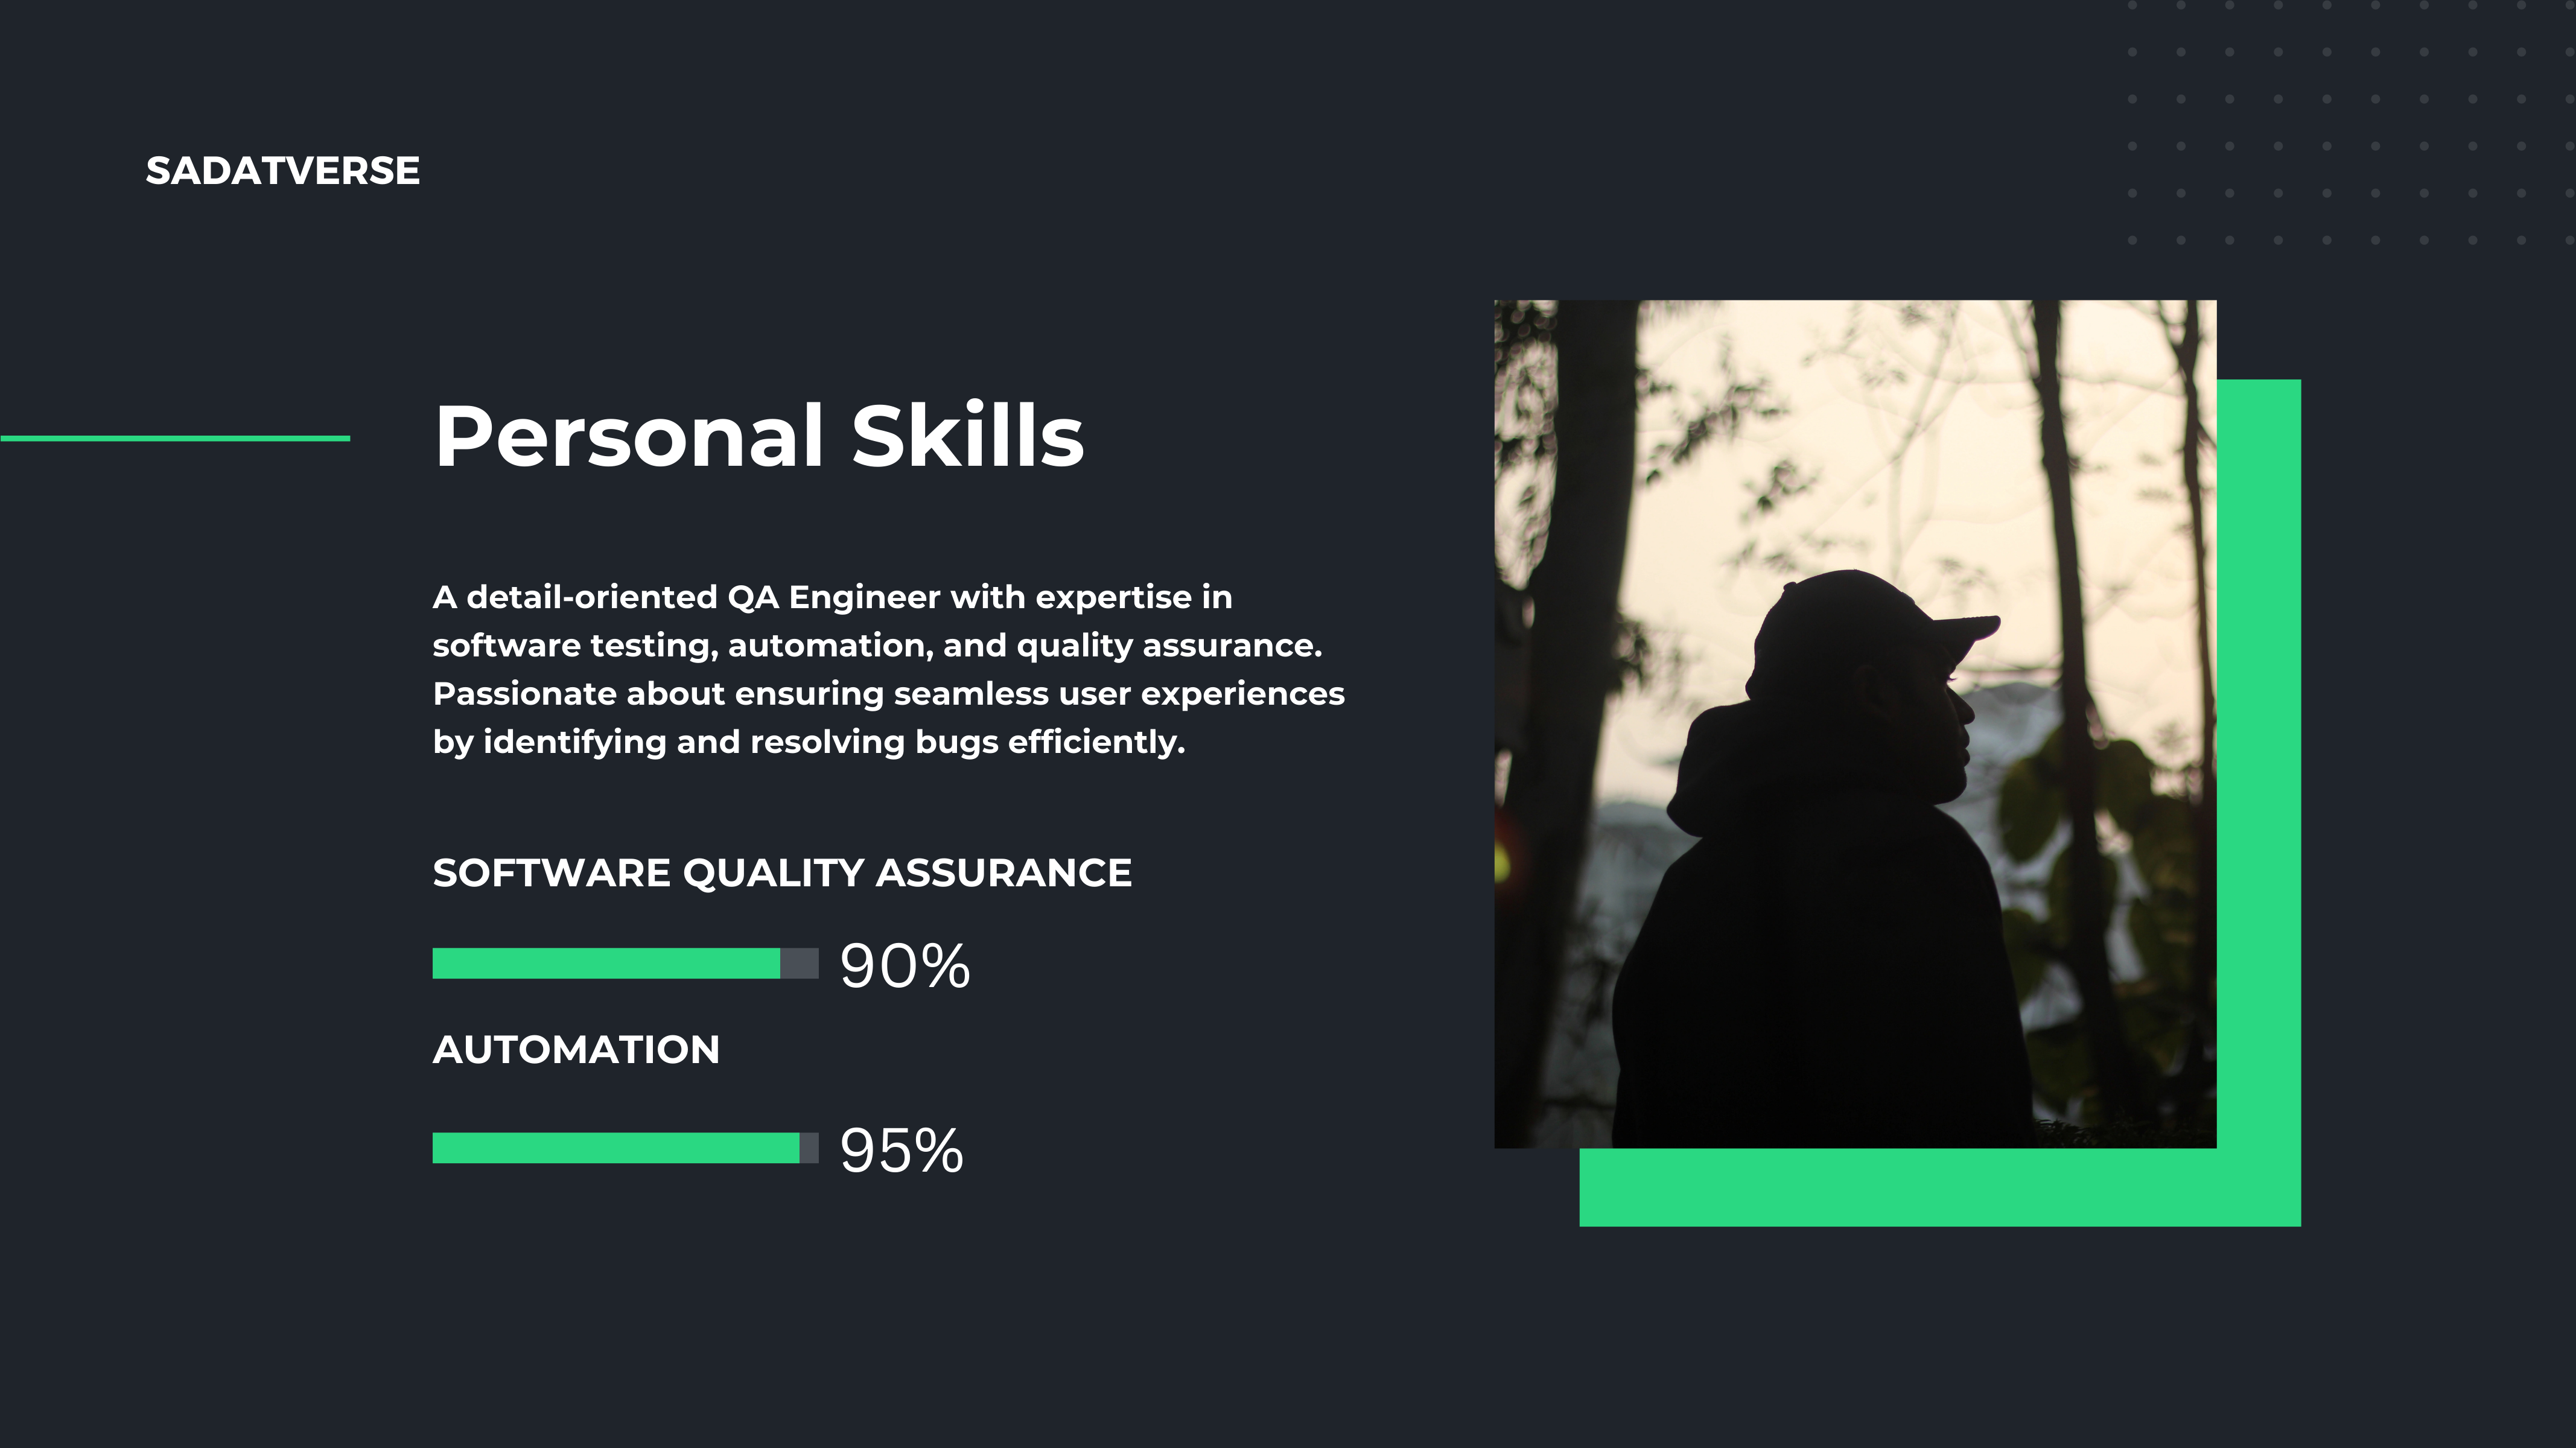 SADATVERSE
Personal Skills
A detail-oriented QA Engineer with expertise in
software testing, automation, and quality assurance.
Passionate about ensuring seamless user experiences
by identifying and resolving bugs efficiently.
SOFTWARE QUALITY ASSURANCE
90%
AUTOMATION
95%